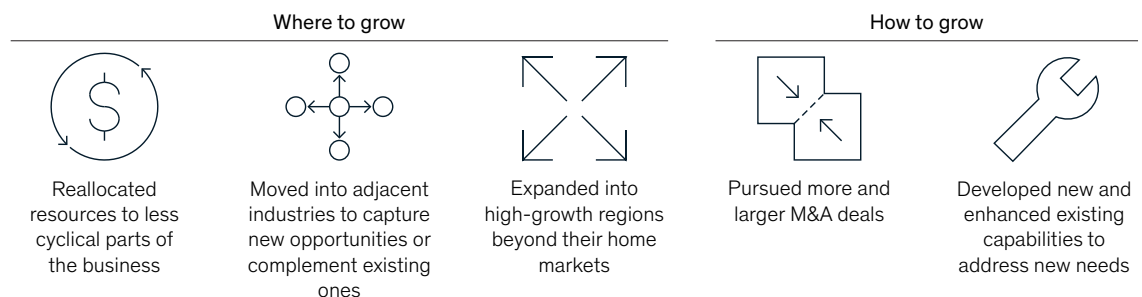 Where to grow
Reallocated
resources to less
cyclical parts of
the business
Moved into adjacent
industries to capture
new opportunities or
complement existing
ones
Expanded into
high-growth regions
beyond their home
markets
How to grow
Pursued more and
larger M&A deals
Developed new and
enhanced existing
capabilities to
address new needs